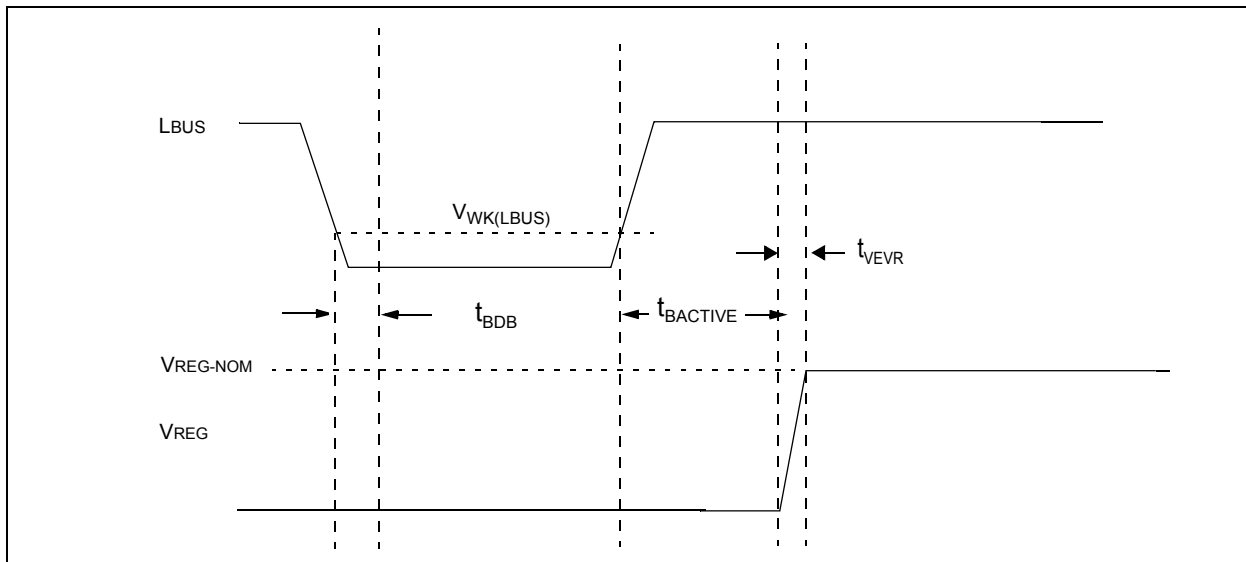 LBUS
VWK(LBUS)
tVEVR
tBDB
tBACTIVE
VREG-NOM
VREG